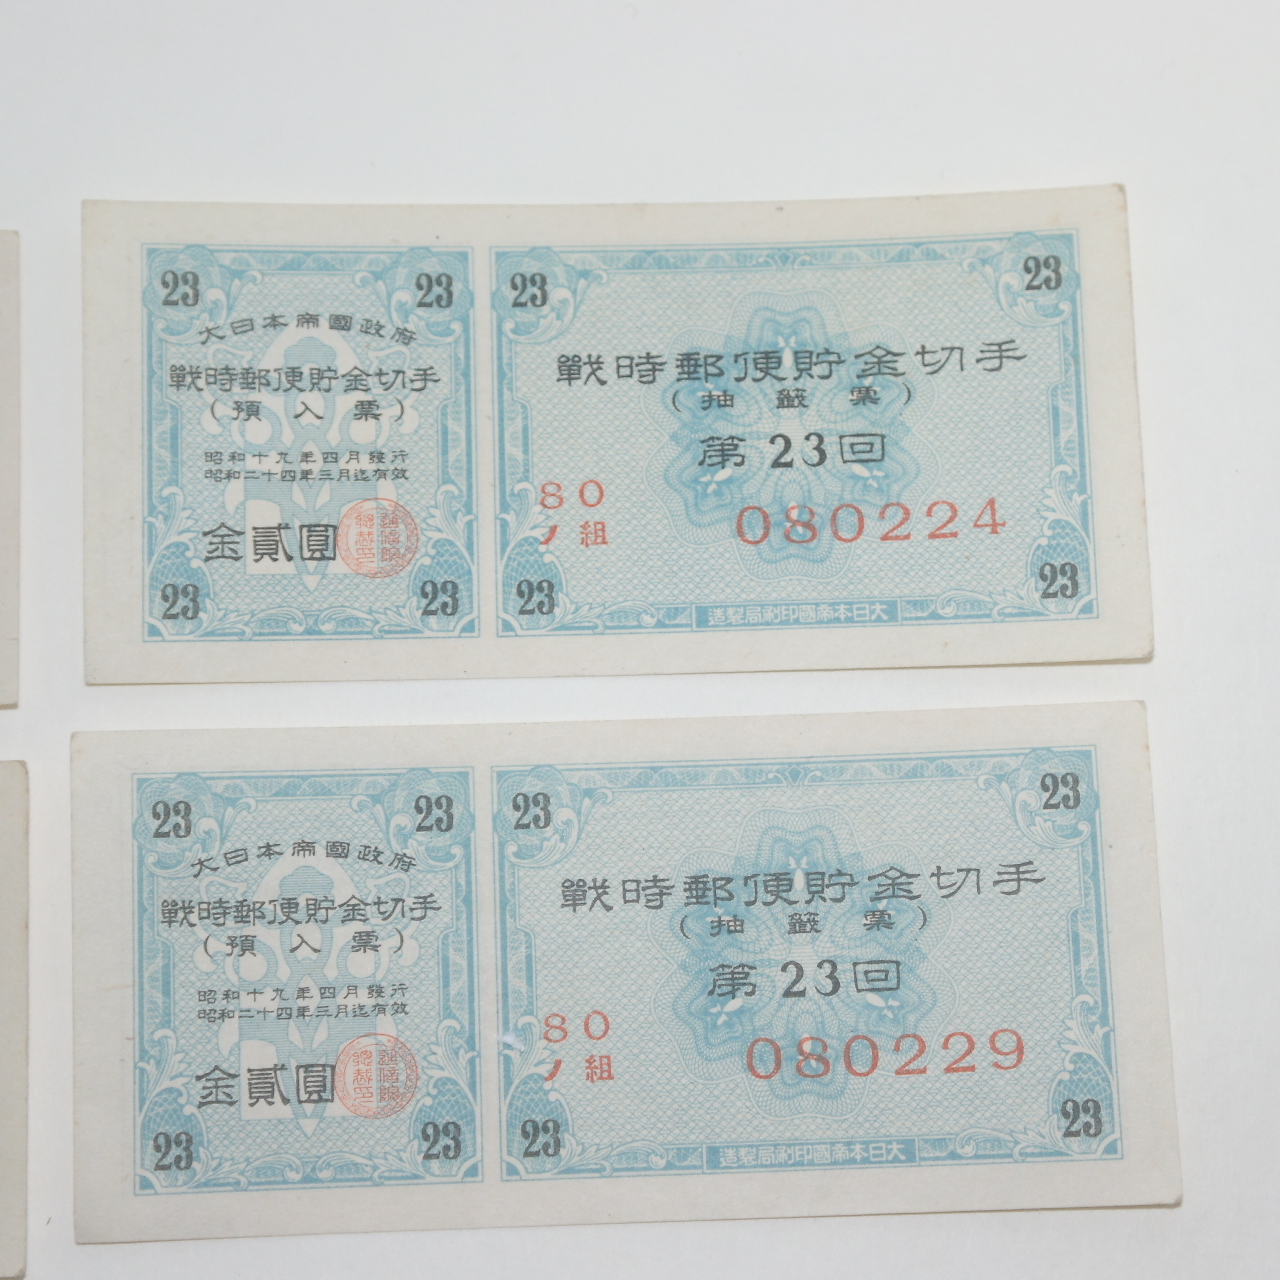 23 23
大日本帝國政府
戰時郵便貯金切手
(預入票)
昭和十九年四月發行
昭和二十四年三月迄有效
金貳圓
23 23
23 23
戰時郵便貯金切手
(抽籤票)
第23回
80
ノ組
080224
23 23
造製局刷印國帝本日大
23 23
大日本帝國政府
戰時郵便貯金切手
(預入票)
昭和十九年四月發行
昭和二十四年三月迄有效
金貳圓
23 23
23 23
戰時郵便貯金切手
(抽籤票)
第23回
80
ノ組
080229
23 23
造製局刷印國帝本日大